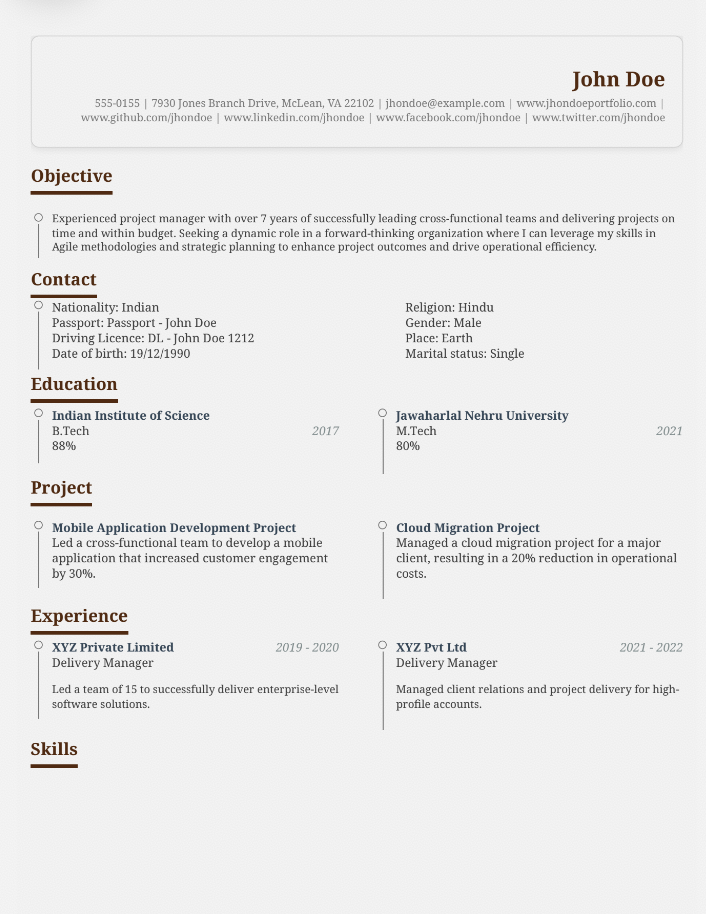 John Doe
555-0155 | 7930 Jones Branch Drive, McLean, VA 22102 | jhondoe@example.com | www.jhondoeportfolio.com |
www.github.com/jhondoe | www.linkedin.com/jhondoe | www.facebook.com/jhondoe | www.twitter.com/jhondoe
Objective
Experienced project manager with over 7 years of successfully leading cross-functional teams and delivering projects on
time and within budget. Seeking a dynamic role in a forward-thinking organization where I can leverage my skills in
Agile methodologies and strategic planning to enhance project outcomes and drive operational efficiency.
Contact
Nationality: Indian
Passport: Passport - John Doe
Driving Licence: DL - John Doe 1212
Date of birth: 19/12/1990
Religion: Hindu
Gender: Male
Place: Earth
Marital status: Single
Education
Indian Institute of Science
B.Tech 2017
88%
Jawaharlal Nehru University
M.Tech 2021
80%
Project
Mobile Application Development Project
Led a cross-functional team to develop a mobile
application that increased customer engagement
by 30%.
Cloud Migration Project
Managed a cloud migration project for a major
client, resulting in a 20% reduction in operational
costs.
Experience
XYZ Private Limited 2019 - 2020
Delivery Manager
Led a team of 15 to successfully deliver enterprise-level
software solutions.
XYZ Pvt Ltd 2021 - 2022
Delivery Manager
Managed client relations and project delivery for high-
profile accounts.
Skills